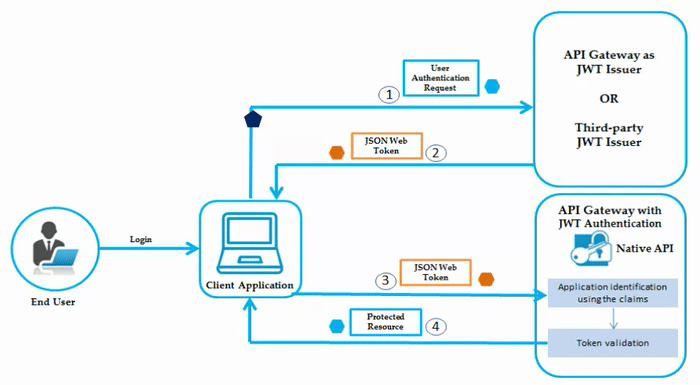 User
Authentication
Request
1
API Gateway as
JWT Issuer
OR
Third-party
JWT Issuer
JSON Web
Token
2
Login
End User
Client Application
API Gateway with
JWT Authentication
Native API
JSON Web
Token
3
Application identification
using the claims
Protected
Resource
4
Token validation